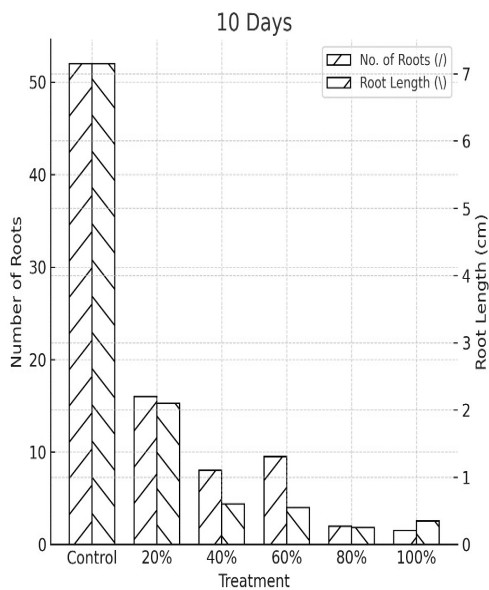 10 Days
No. of Roots (/)
Root Length (\)
Number of Roots
50
40
30
20
10
0
7
6
5
4
3
2
1
0
Root Length (cm)
Control 20% 40% 60% 80% 100%
Treatment